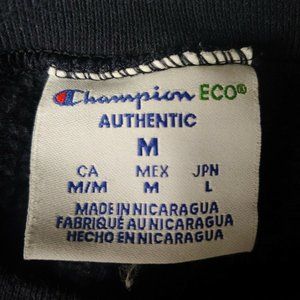 Champion ECO®
AUTHENTIC
M
CA MEX JPN
M/M M L
MADE IN NICARAGUA
FABRIQUÉ AU NICARAGUA
HECHO EN NICARAGUA